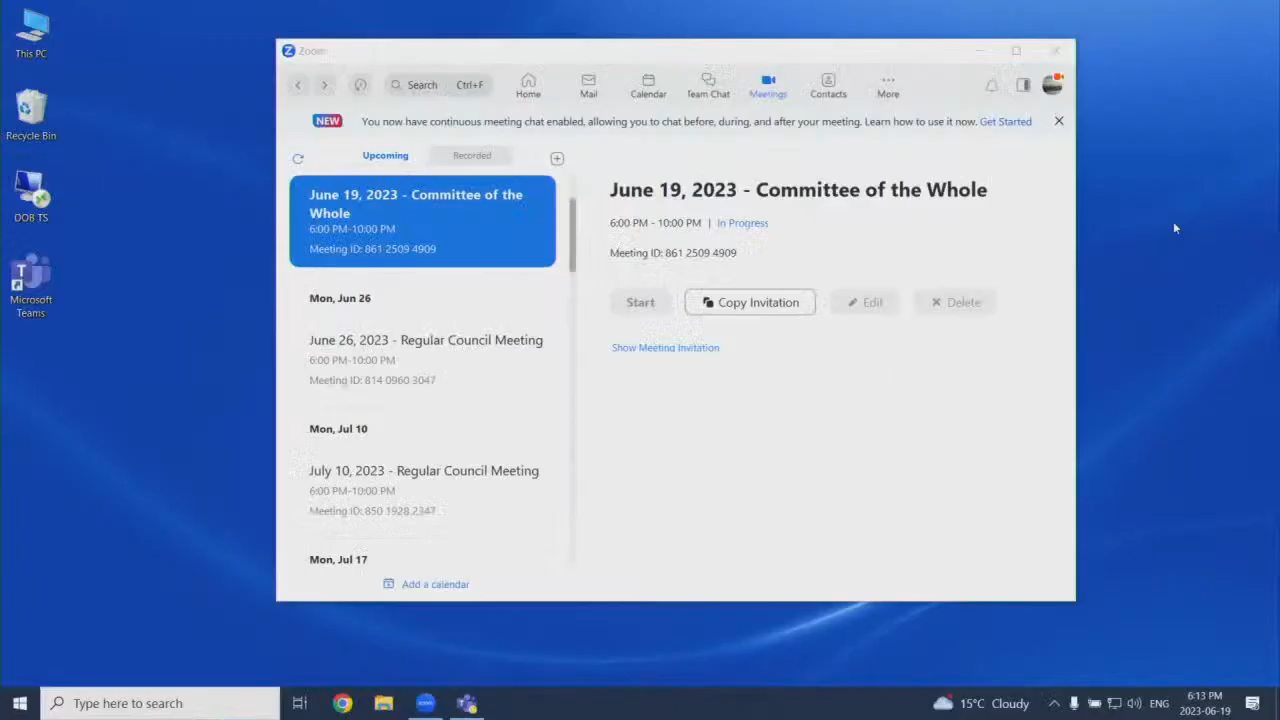 This PC
Recycle Bin
DOB TS
Microsoft
Teams
Zoom
Search Ctrl+F
Home
Mail
Calendar
Team Chat
Meetings
Contacts
More
NEW
You now have continuous meeting chat enabled, allowing you to chat before, during, and after your meeting. Learn how to use it now. Get Started
Upcoming
Recorded
June 19, 2023 - Committee of the
Whole
6:00 PM-10:00 PM
Meeting ID: 861 2509 4909
Mon, Jun 26
June 26, 2023 - Regular Council Meeting
6:00 PM-10:00 PM
Meeting ID: 814 0960 3047
Mon, Jul 10
July 10, 2023 - Regular Council Meeting
6:00 PM-10:00 PM
Meeting ID: 850 1928 2347
Mon, Jul 17
Add a calendar
June 19, 2023 - Committee of the Whole
6:00 PM - 10:00 PM | In Progress
Meeting ID: 861 2509 4909
Start
Copy Invitation
Edit
Delete
Show Meeting Invitation
Type here to search
15°C Cloudy
ENG
6:13 PM
2023-06-19